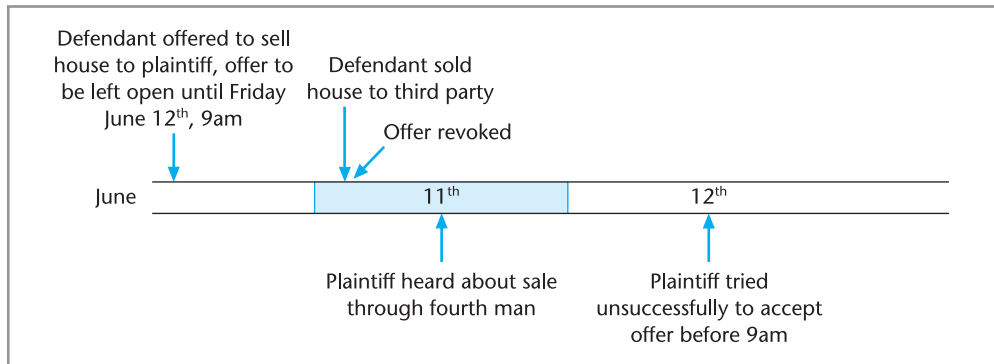 Defendant offered to sell
house to plaintiff, offer to
be left open until Friday
June 12th, 9am
Defendant sold
house to third party
Offer revoked
June
11th
12th
Plaintiff heard about sale
through fourth man
Plaintiff tried
unsuccessfully to accept
offer before 9am